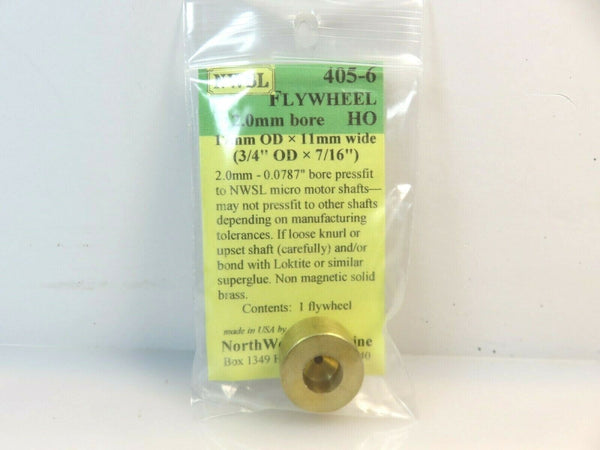 NWSL 405-6
FLYWHEEL
2.0mm bore HO
OD × 11mm wide
(3/4" OD × 7/16")
2.0mm - 0.0787" bore pressfit
to NWSL micro motor shafts—
may not pressfit to other shafts
depending on manufacturing
tolerances. If loose knurl or
upset shaft (carefully) and/or
bond with Loktite or similar
superglue. Non magnetic solid
brass.
Contents: 1 flywheel
made in USA by
Box 1349